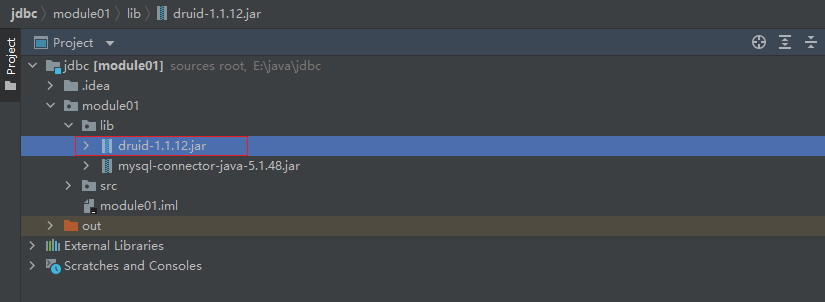 jdbc module01 lib druid-1.1.12.jar
Project
Project
jdbc [module01] sources root, E:\java\jdbc
.idea
module01
lib
druid-1.1.12.jar
mysql-connector-java-5.1.48.jar
src
module01.iml
out
External Libraries
Scratches and Consoles